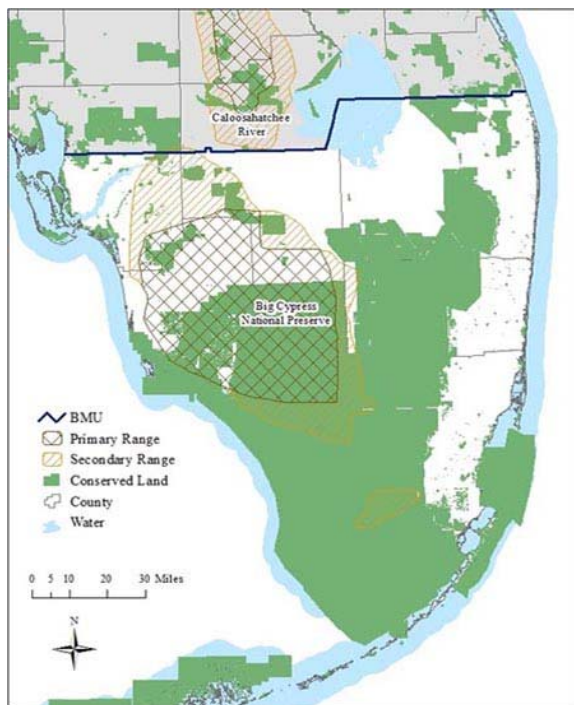 Caloosahatchee
River
Big Cypress
National Preserve
BMU
Primary Range
Secondary Range
Conserved Land
County
Water
0 5 10 20 30 Miles
N